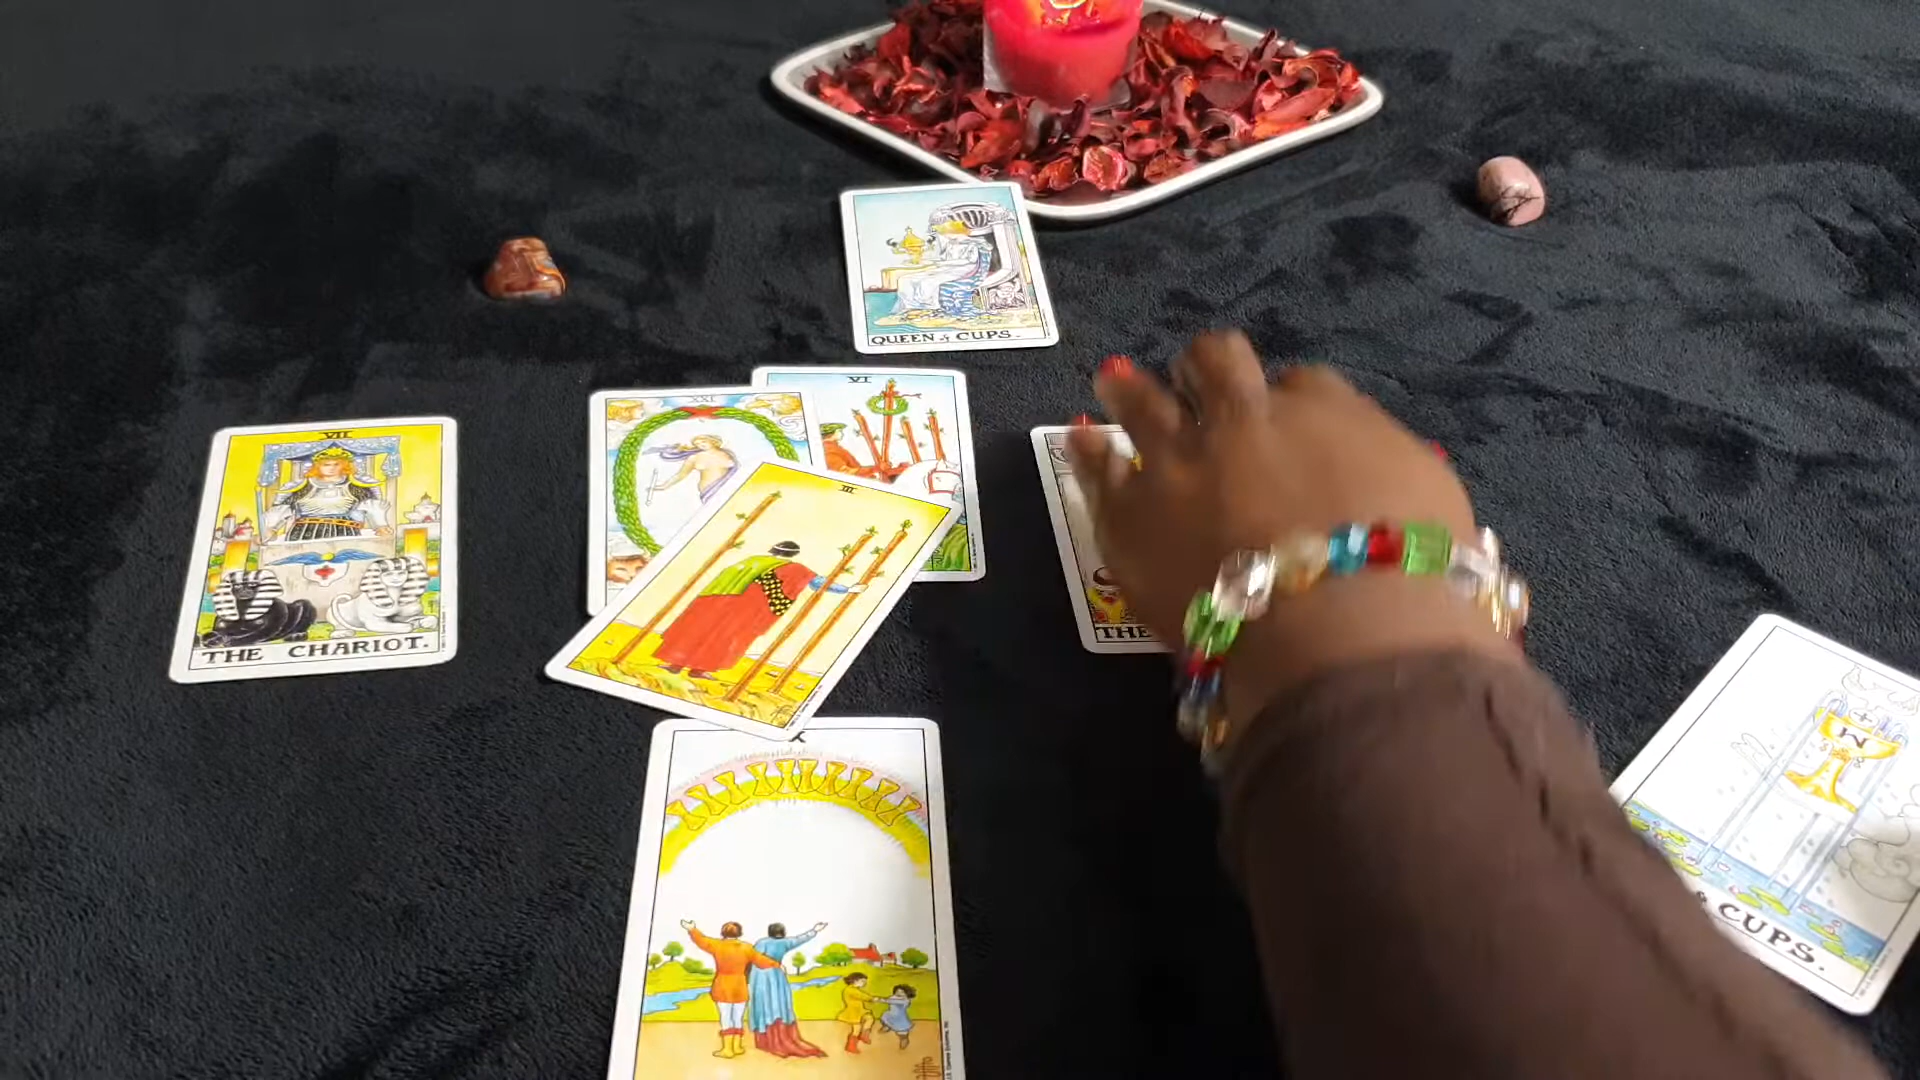 QUEEN of CUPS.
VI
XXI
VII
III
THE CHARIOT.
THE
X
CUPS.